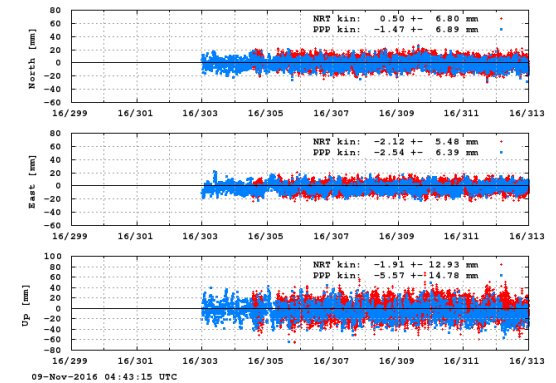 80
60 NRT kin: 0.50 +- 6.80 mm
40 PPP kin: -1.47 +- 6.89 mm
20
0
-20
-40
-60
North [mm]
16/299 16/301 16/303 16/305 16/307 16/309 16/311 16/313
80
60 NRT kin: -2.12 +- 5.48 mm
40 PPP kin: -2.54 +- 6.39 mm
20
0
-20
-40
-60
East [mm]
16/299 16/301 16/303 16/305 16/307 16/309 16/311 16/313
100
80 NRT kin: -1.91 +- 12.93 mm
60 PPP kin: -5.57 +- 14.78 mm
40
20
0
-20
-40
-60
-80
Up [mm]
16/299 16/301 16/303 16/305 16/307 16/309 16/311 16/313
09-Nov-2016 04:43:15 UTC